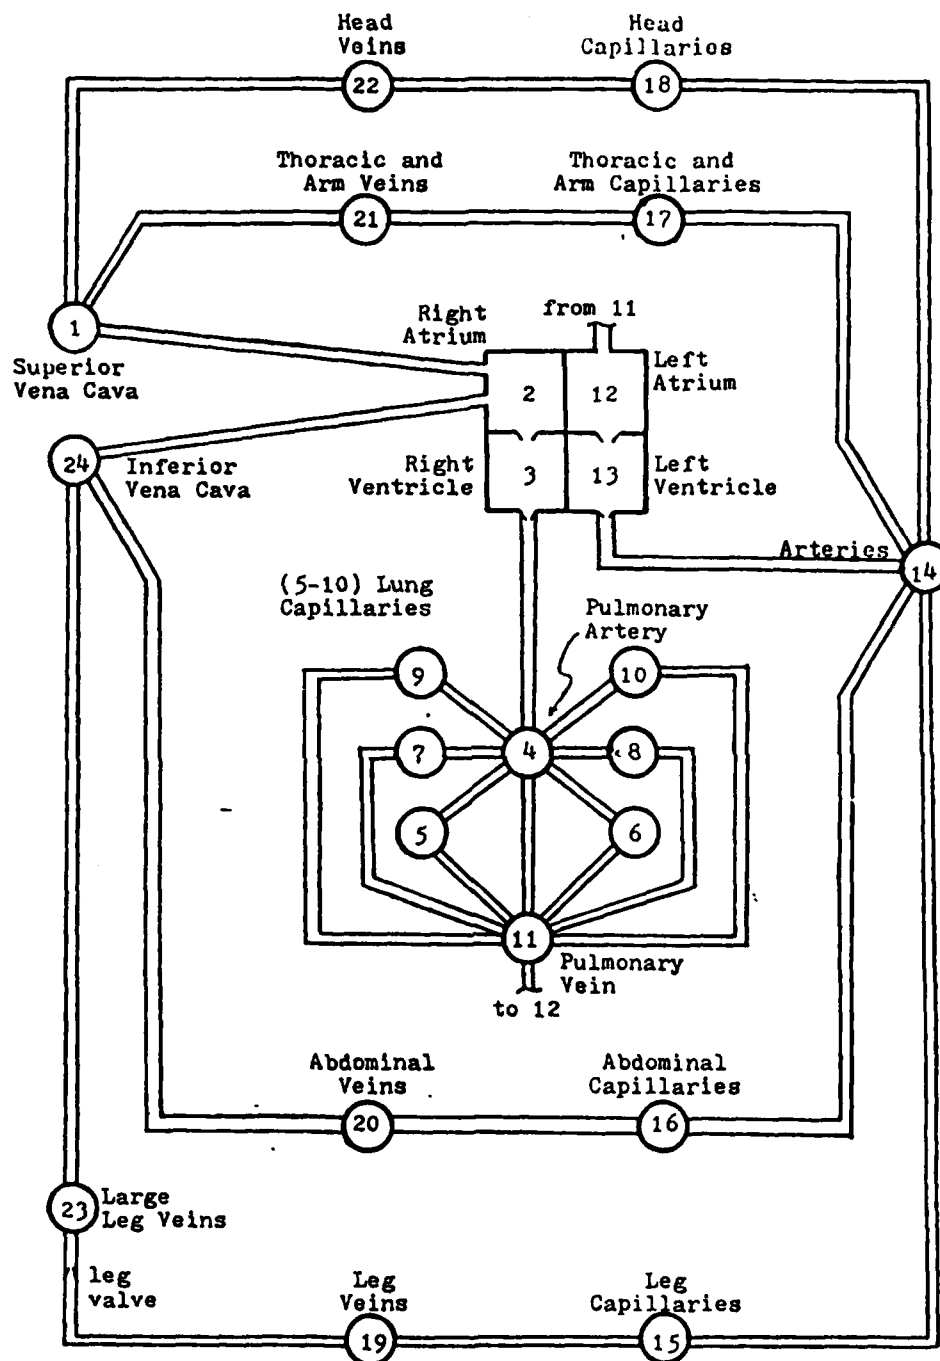 Head
Veins
Head
Capillaries
22
18
Thoracic and
Arm Veins
Thoracic and
Arm Capillaries
21
17
1
Superior
Vena Cava
Right
Atrium
from 11
Left
Atrium
2
12
24
Inferior
Vena Cava
Right
Ventricle
3
13
Left
Ventricle
Arteries
14
(5-10) Lung
Capillaries
Pulmonary
Artery
9
10
7
4
8
5
6
11
Pulmonary
Vein
to 12
Abdominal
Veins
Abdominal
Capillaries
20
16
23
Large
Leg Veins
leg
valve
Leg
Veins
Leg
Capillaries
19
15